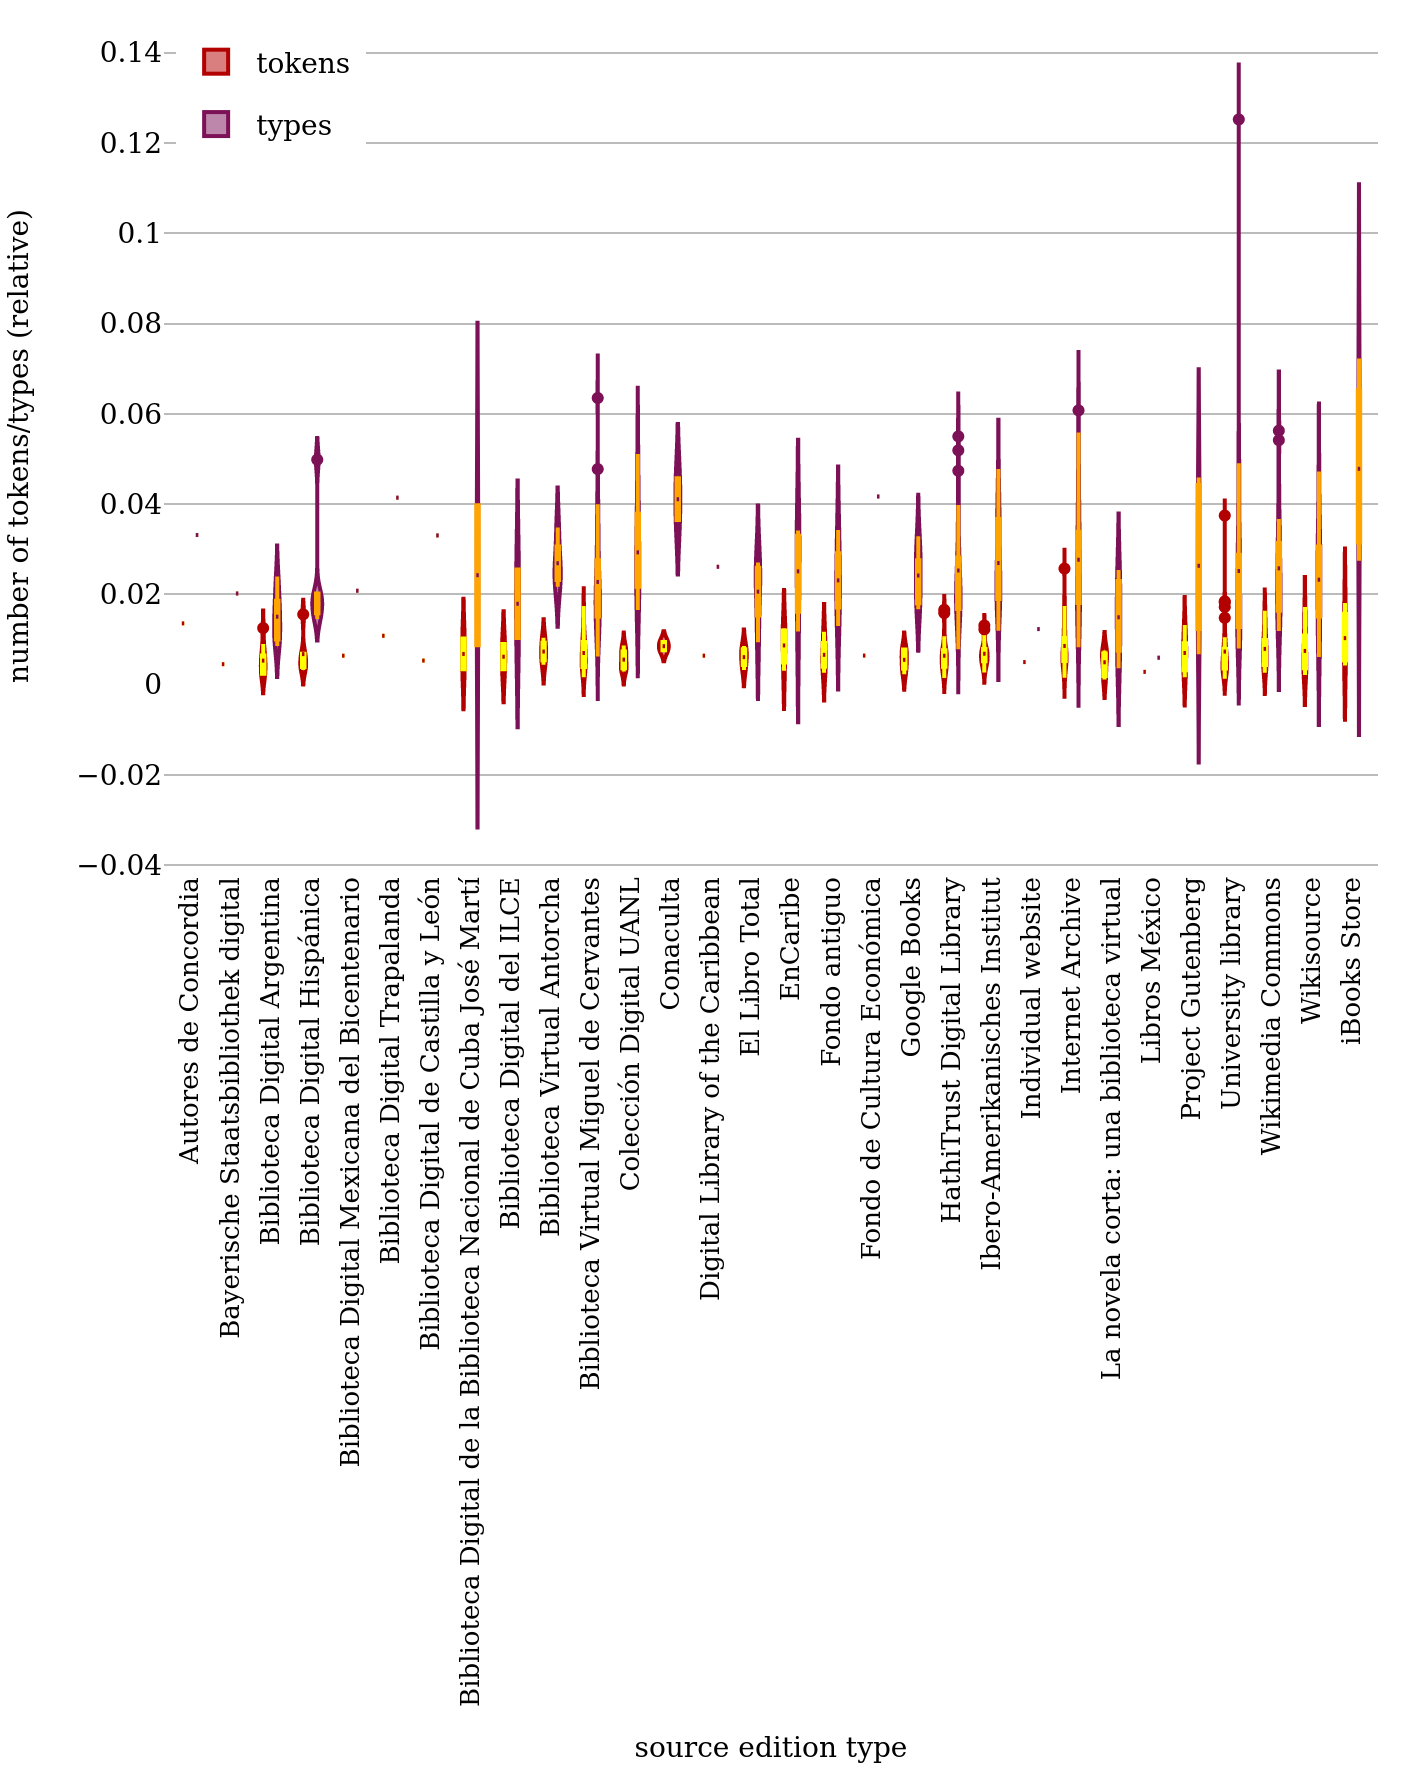 tokens
types
0.14
0.12
0.1
0.08
0.06
0.04
0.02
0
−0.02
−0.04
number of tokens/types (relative)
Autores de Concordia
Bayerische Staatsbibliothek digital
Biblioteca Digital Argentina
Biblioteca Digital Hispánica
Biblioteca Digital Mexicana del Bicentenario
Biblioteca Digital Trapalanda
Biblioteca Digital de Castilla y León
Biblioteca Digital de la Biblioteca Nacional de Cuba José Martí
Biblioteca Digital del ILCE
Biblioteca Virtual Antorcha
Biblioteca Virtual Miguel de Cervantes
Colección Digital UANL
Conaculta
Digital Library of the Caribbean
El Libro Total
EnCaribe
Fondo antiguo
Fondo de Cultura Económica
Google Books
HathiTrust Digital Library
Ibero-Amerikanisches Institut
Individual website
Internet Archive
La novela corta: una biblioteca virtual
Libros México
Project Gutenberg
University library
Wikimedia Commons
Wikisource
iBooks Store
source edition type